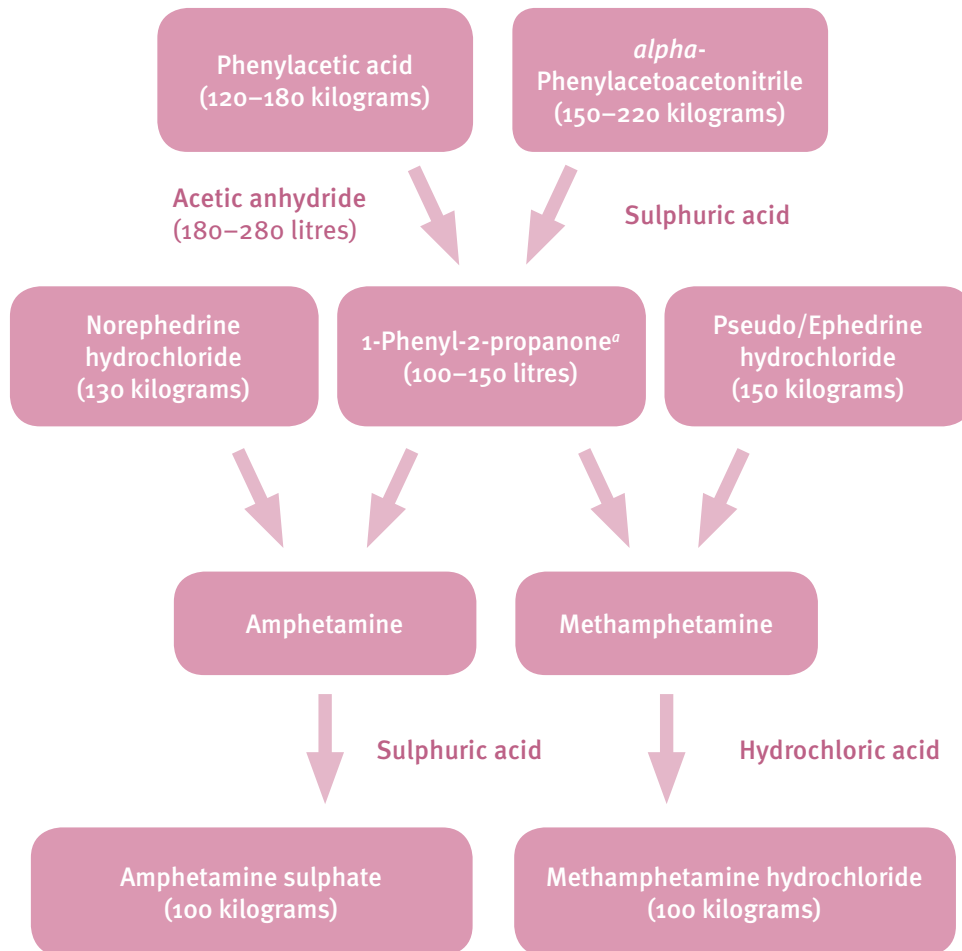 Phenylacetic acid
(120–180 kilograms)
alpha-
Phenylacetoacetonitrile
(150–220 kilograms)
Acetic anhydride
(180–280 litres)
Sulphuric acid
Norephedrine
hydrochloride
(130 kilograms)
1-Phenyl-2-propanoneᵃ
(100–150 litres)
Pseudo/Ephedrine
hydrochloride
(150 kilograms)
Amphetamine
Methamphetamine
Sulphuric acid
Hydrochloric acid
Amphetamine sulphate
(100 kilograms)
Methamphetamine hydrochloride
(100 kilograms)